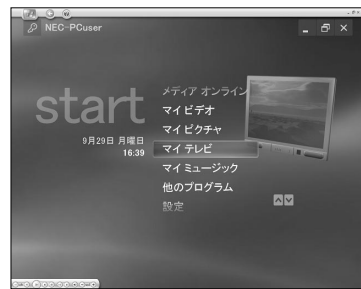 NEC-PCuser
start
9月29日 月曜日
16:39
メディア オンライン
マイ ビデオ
マイ ピクチャ
マイ テレビ
マイ ミュージック
他のプログラム
設定